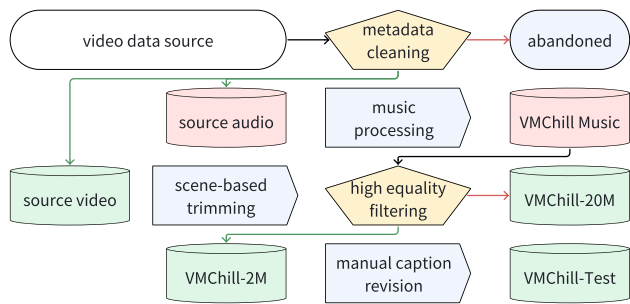 video data source
metadata
cleaning
abandoned
source audio
music
processing
VMChill Music
source video
scene-based
trimming
high equality
filtering
VMChill-20M
VMChill-2M
manual caption
revision
VMChill-Test